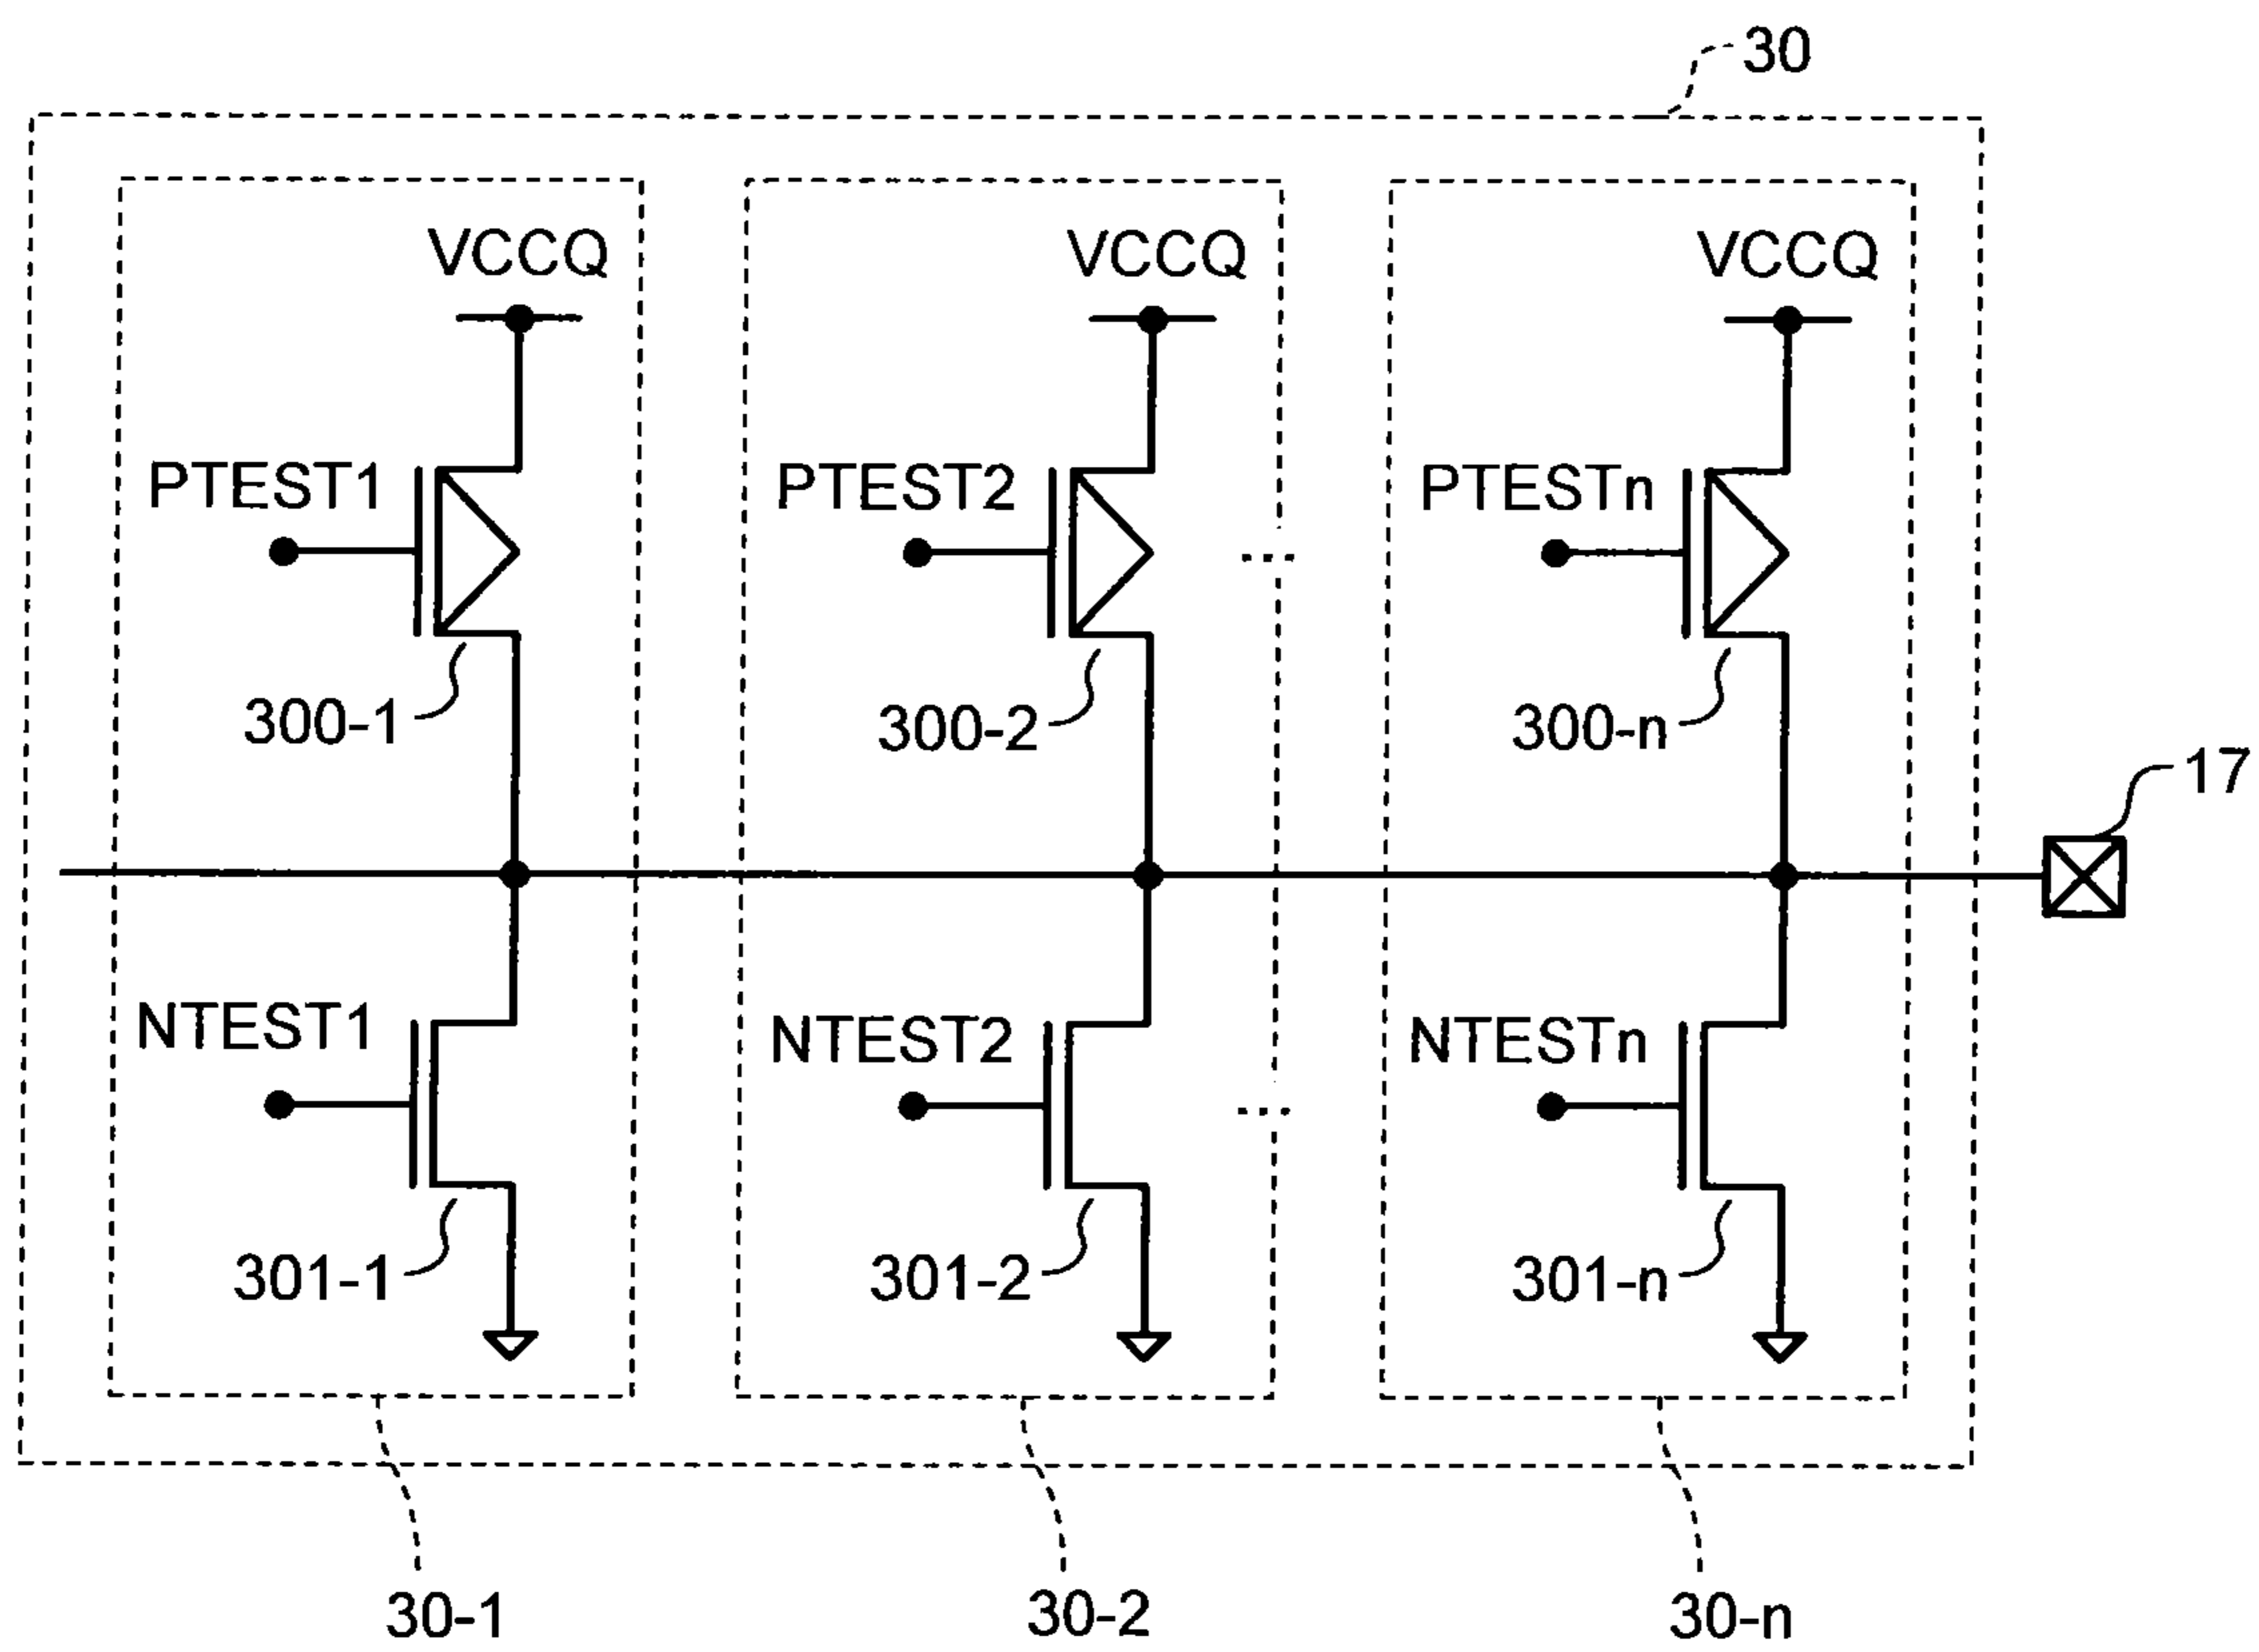 30
VCCQ
VCCQ
VCCQ
PTEST1
PTEST2
PTESTn
300-1
300-2
300-n
17
NTEST1
NTEST2
NTESTn
301-1
301-2
301-n
30-1
30-2
30-n